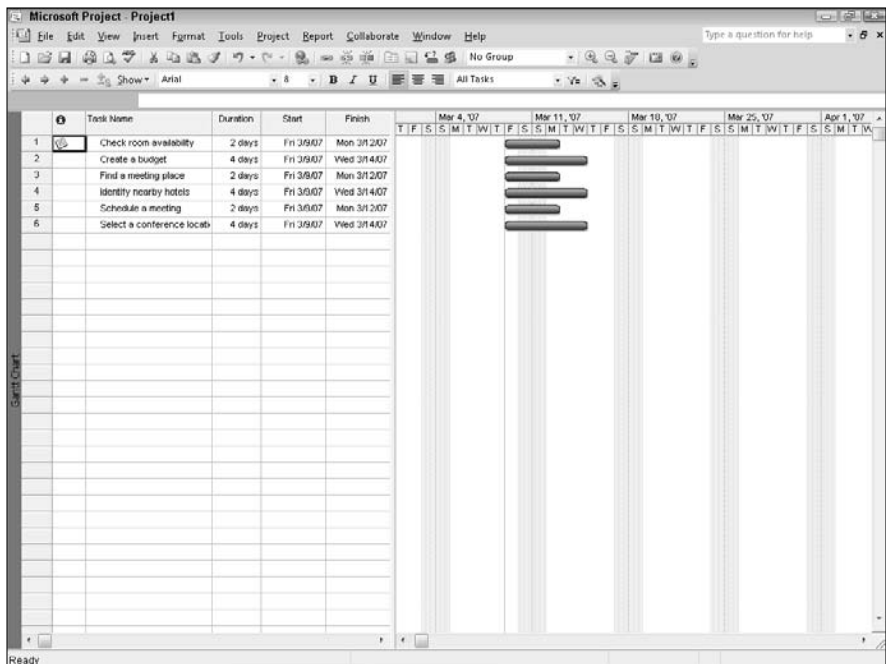 Microsoft Project - Project1
File Edit View Insert Format Tools Project Report Collaborate Window Help
Type a question for help
No Group
Show Arial 8 B I U All Tasks
Task Name Duration Start Finish
Mar 4, '07 Mar 11, '07 Mar 18, '07 Mar 25, '07 Apr 1, '07
T F S S M T W T F S S M T W T F S S M T W T F S S M T W T F S S M T W
1 Check room availability 2 days Fri 3/9/07 Mon 3/12/07
2 Create a budget 4 days Fri 3/9/07 Wed 3/14/07
3 Find a meeting place 2 days Fri 3/9/07 Mon 3/12/07
4 Identify nearby hotels 4 days Fri 3/9/07 Wed 3/14/07
5 Schedule a meeting 2 days Fri 3/9/07 Mon 3/12/07
6 Select a conference locati 4 days Fri 3/9/07 Wed 3/14/07
Gantt Chart
Ready